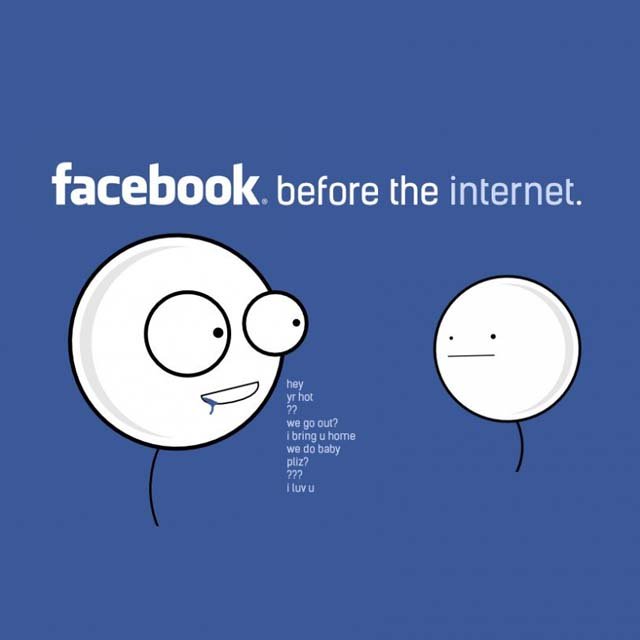 facebook® before the internet.
hey
yr hot
??
we go out?
i bring u home
we do baby
pliz?
???
i luv u